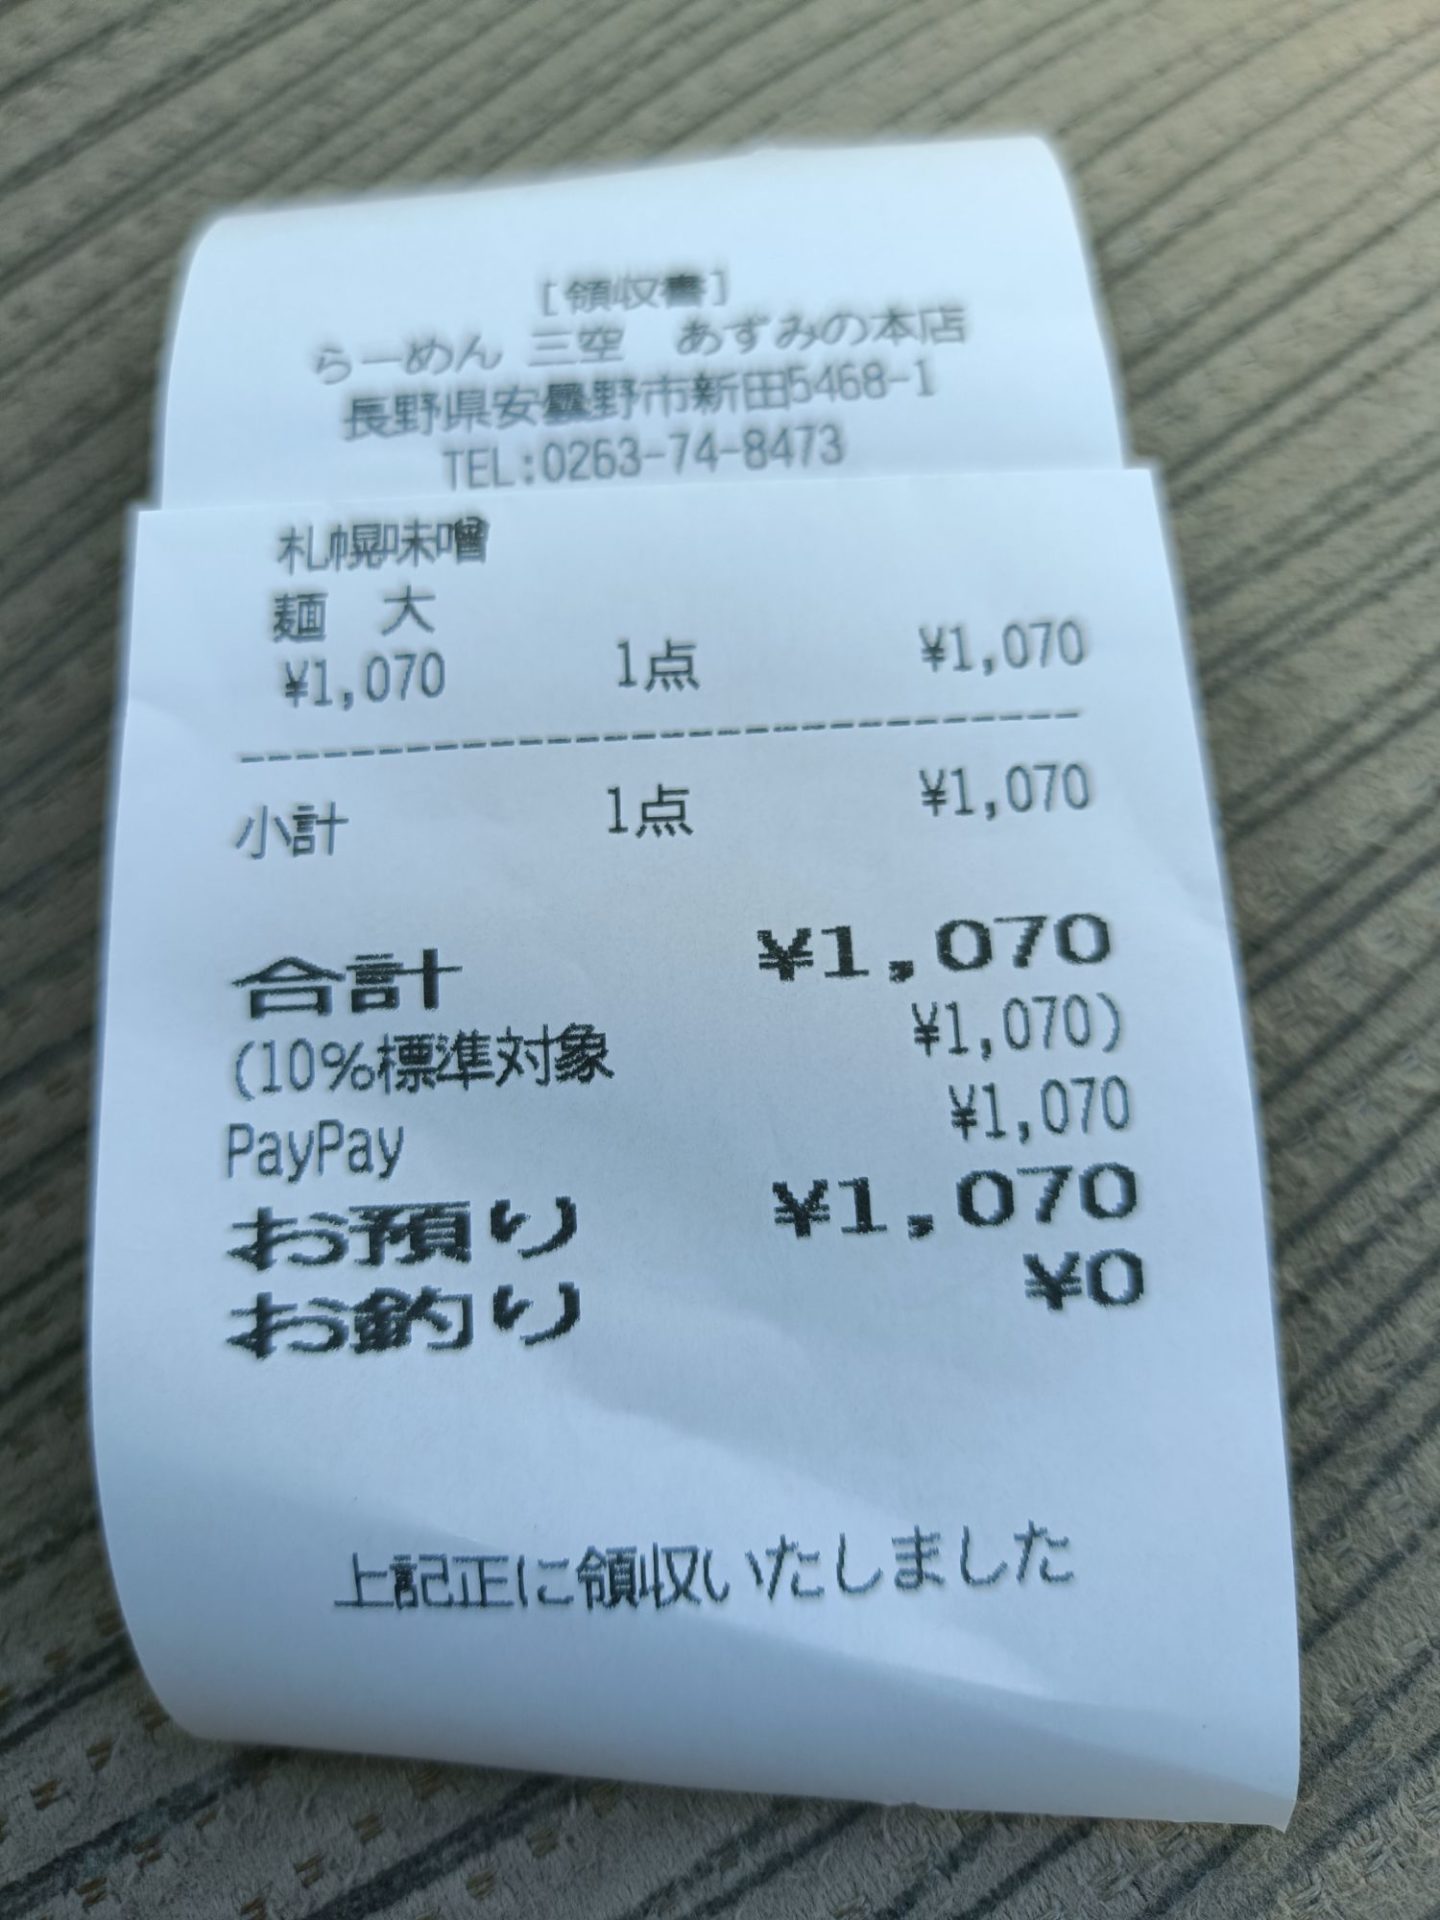 [領収書]
らーめん 三空 あずみの本店
長野県安曇野市新田5468-1
TEL:0263-74-8473
札幌味噌
麺 大
¥1,070 1点 ¥1,070
--------------------------------
小計 1点 ¥1,070
合計 ¥1,070
(10%標準対象 ¥1,070)
PayPay ¥1,070
お預り ¥1,070
お釣り ¥0
上記正に領収いたしました